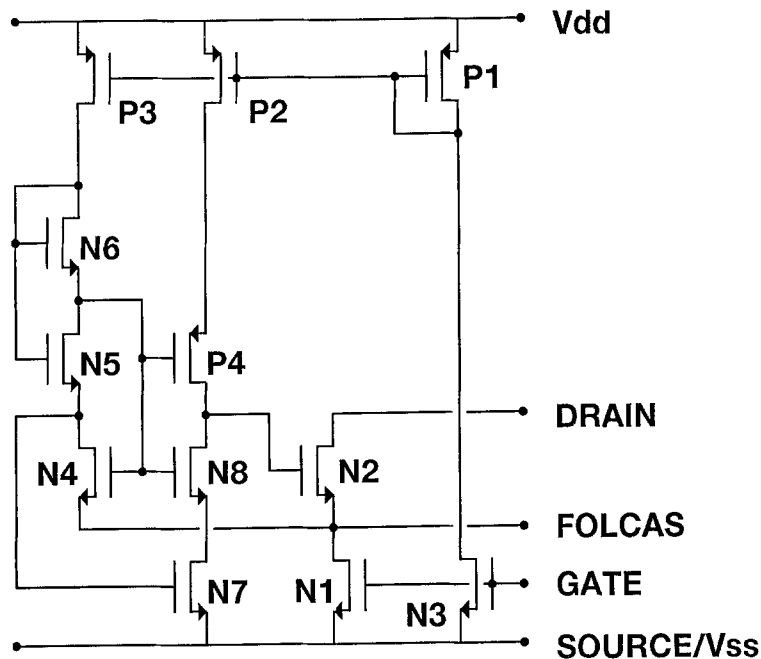 Vdd
P3
P2
P1
N6
N5
P4
DRAIN
N4
N8
N2
FOLCAS
N7
N1
N3
GATE
SOURCE/Vss